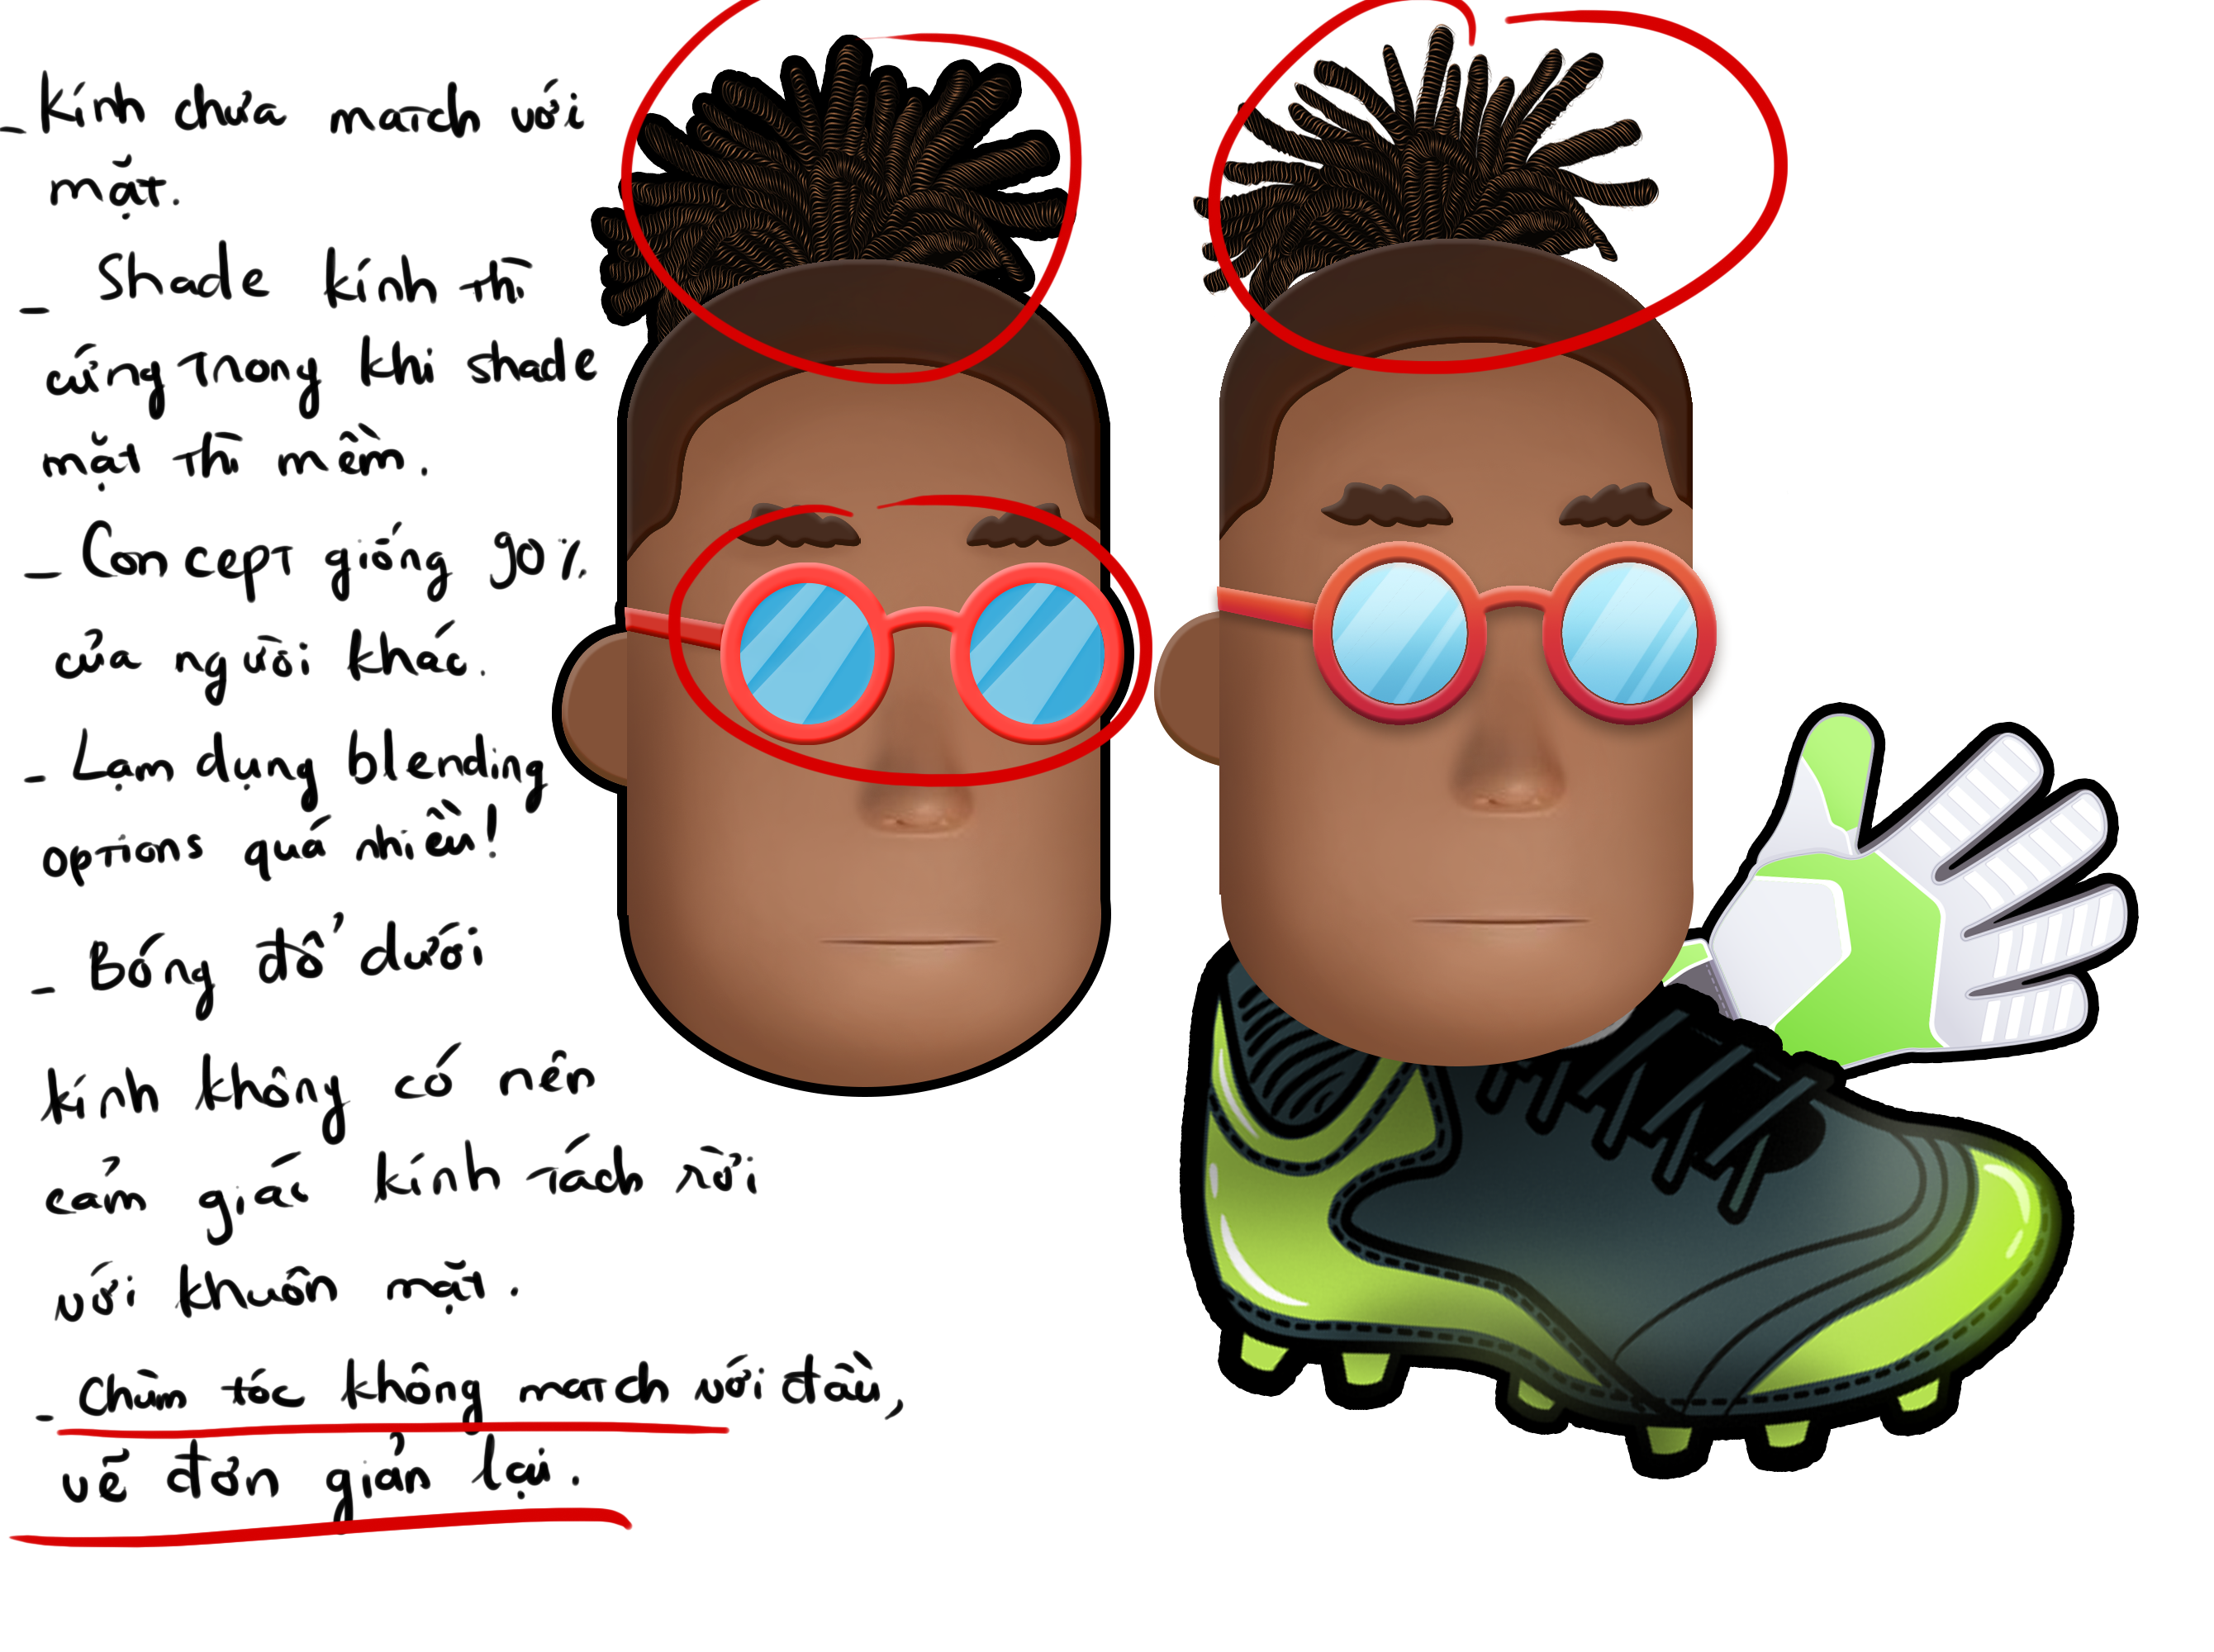 - Kính chưa match với
mặt.
- Shade kính thì
cứng trong khi shade
mặt thì mềm.
- Concept giống 90%
của người khác.
- Lạm dụng blending
options quá nhiều!
- Bóng đổ dưới
kính không có nên
cảm giác kính tách rời
với khuôn mặt.
- Chùm tóc không match với đầu,
vẽ đơn giản lại.